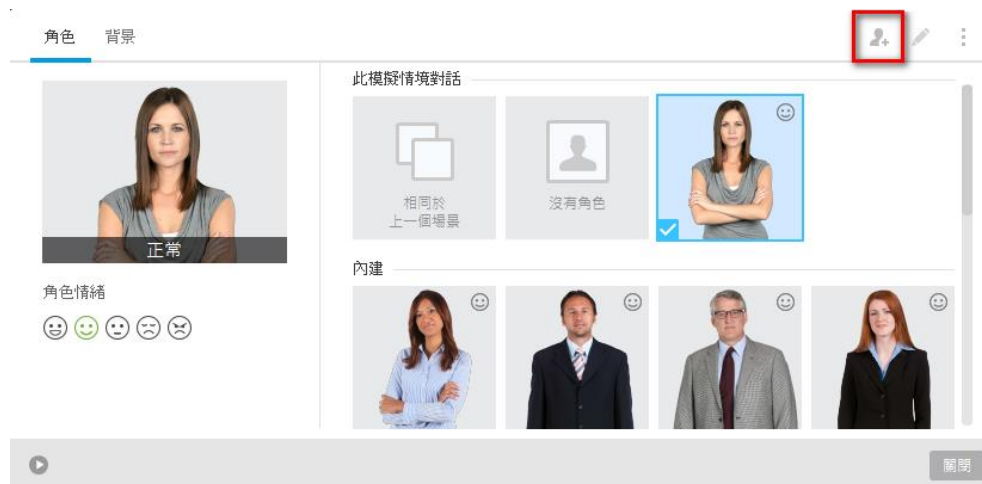 角色 背景
此模擬情境對話
相同於
上一個場景
沒有角色
正常
內建
角色情緒
關閉